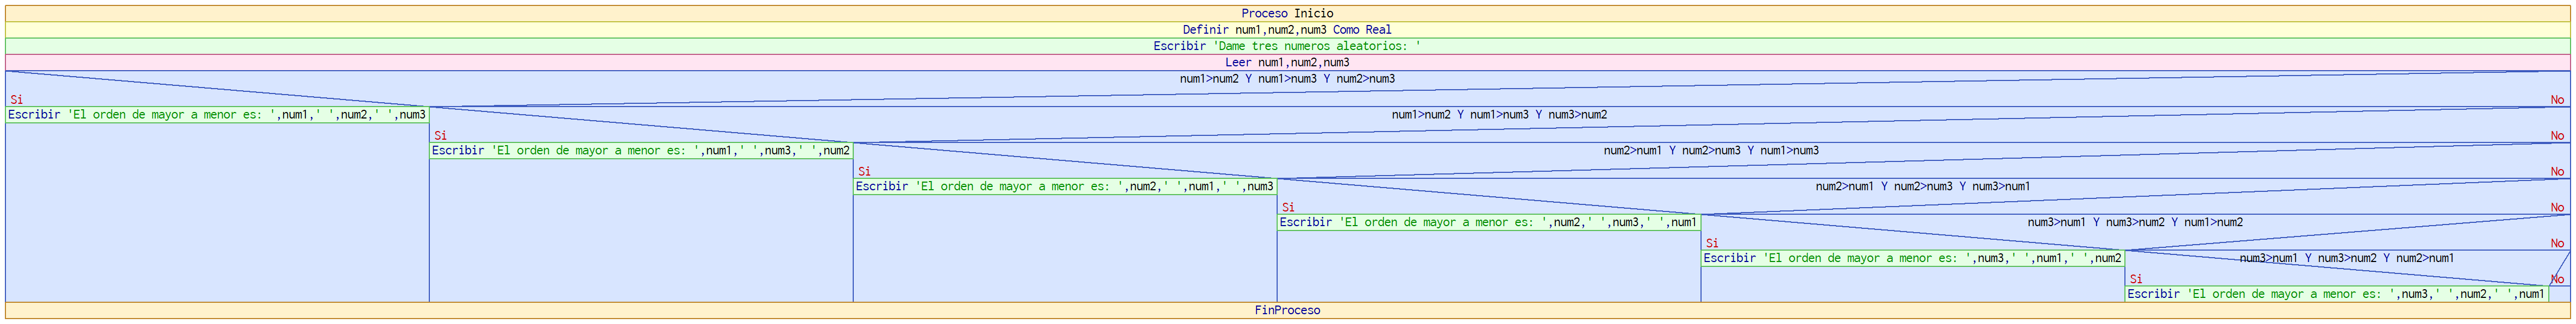 Proceso Inicio
Definir num1,num2,num3 Como Real
Escribir 'Dame tres numeros aleatorios: '
Leer num1,num2,num3
num1>num2 Y num1>num3 Y num2>num3
Si
No
Escribir 'El orden de mayor a menor es: ',num1,' ',num2,' ',num3
num1>num2 Y num1>num3 Y num3>num2
Si
No
Escribir 'El orden de mayor a menor es: ',num1,' ',num3,' ',num2
num2>num1 Y num2>num3 Y num1>num3
Si
No
Escribir 'El orden de mayor a menor es: ',num2,' ',num1,' ',num3
num2>num1 Y num2>num3 Y num3>num1
Si
No
Escribir 'El orden de mayor a menor es: ',num2,' ',num3,' ',num1
num3>num1 Y num3>num2 Y num1>num2
Si
No
Escribir 'El orden de mayor a menor es: ',num3,' ',num1,' ',num2
num3>num1 Y num3>num2 Y num2>num1
Si
No
Escribir 'El orden de mayor a menor es: ',num3,' ',num2,' ',num1
FinProceso